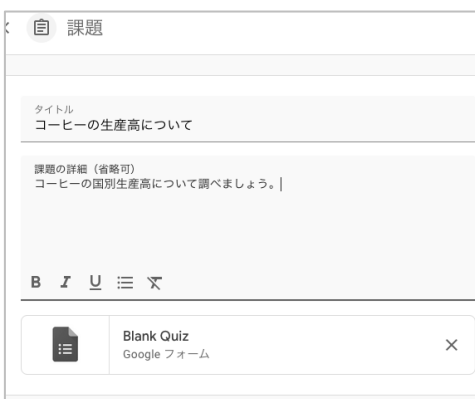 課題
タイトル
コーヒーの生産高について
課題の詳細（省略可）
コーヒーの国別生産高について調べましょう。
B I U
Blank Quiz
Google フォーム